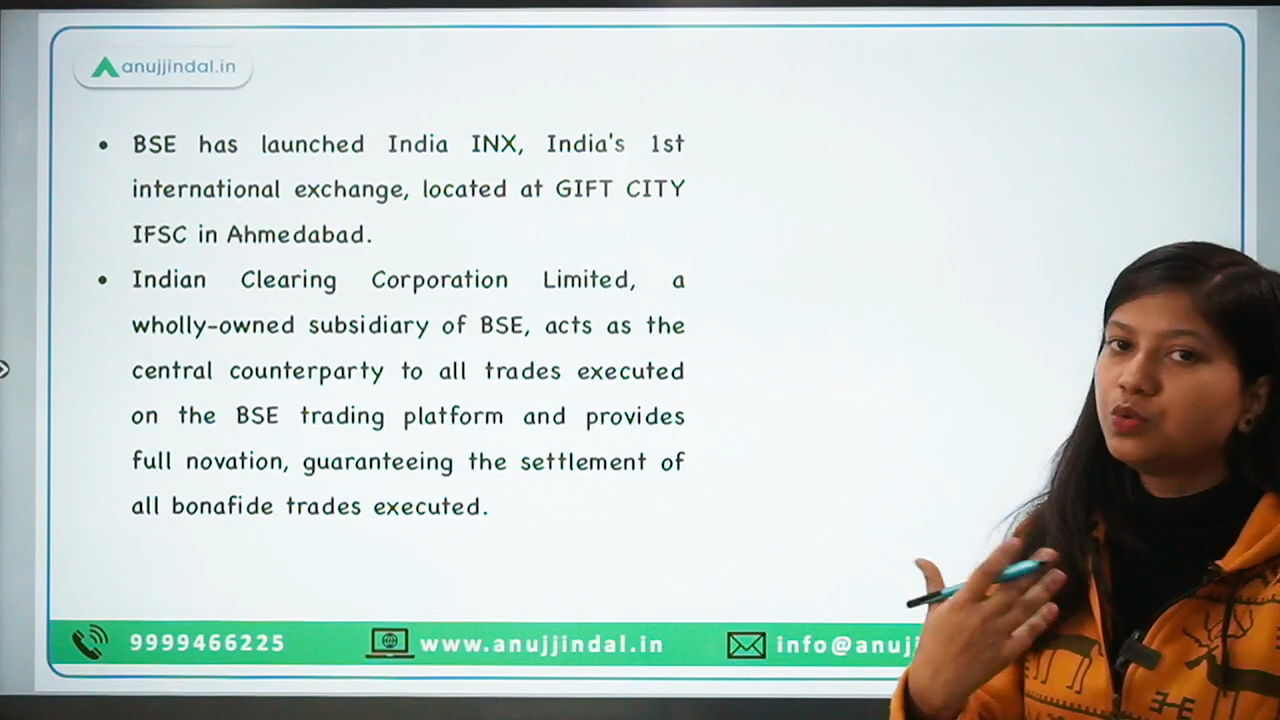 anujjindal.in
• BSE has launched India INX, India's 1st
international exchange, located at GIFT CITY
IFSC in Ahmedabad.
• Indian Clearing Corporation Limited, a
wholly-owned subsidiary of BSE, acts as the
central counterparty to all trades executed
on the BSE trading platform and provides
full novation, guaranteeing the settlement of
all bonafide trades executed.
9999466225 www.anujjindal.in info@anuj